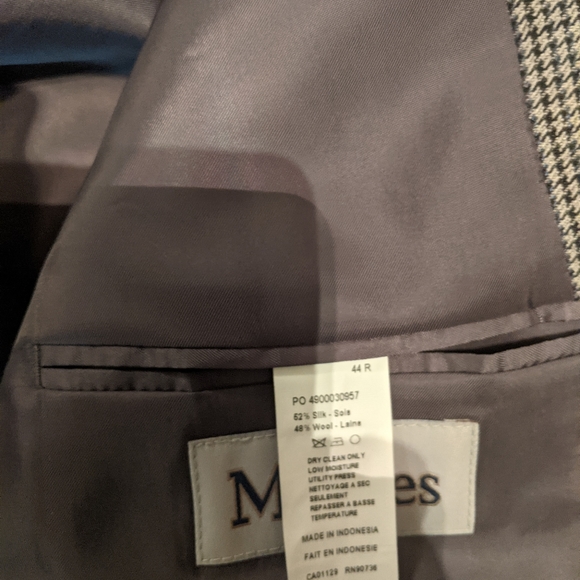 44 R
PO 4900030957
52% Silk - Soie
48% Wool - Laine
DRY CLEAN ONLY
LOW MOISTURE
UTILITY PRESS
NETTOYAGE A SEC
SEULEMENT
REPASSER A BASSE
TEMPERATURE
MADE IN INDONESIA
FAIT EN INDONESIE
CA01129 RN90736